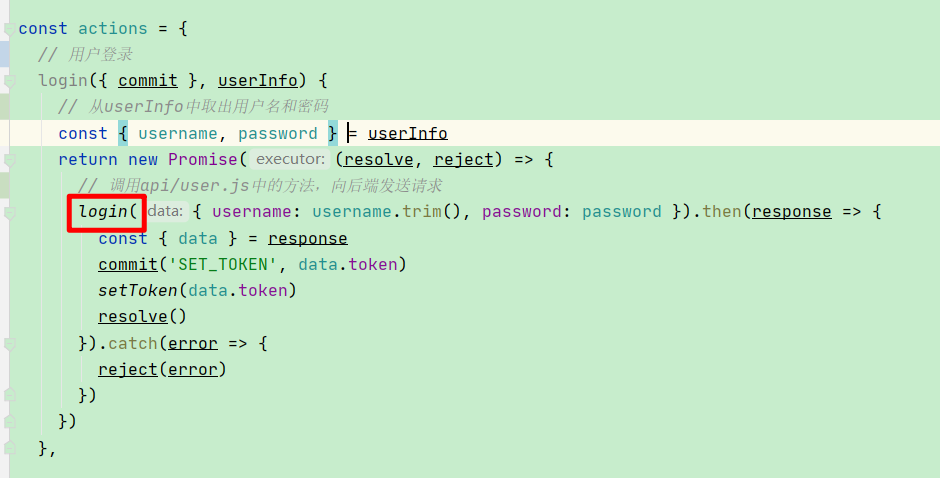 const actions = {
// 用户登录
login({ commit }, userInfo) {
// 从userInfo中取出用户名和密码
const { username, password } = userInfo
return new Promise( executor: (resolve, reject) => {
// 调用api/user.js中的方法，向后端发送请求
login( data: { username: username.trim(), password: password }).then(response => {
const { data } = response
commit('SET_TOKEN', data.token)
setToken(data.token)
resolve()
}).catch(error => {
reject(error)
})
})
},